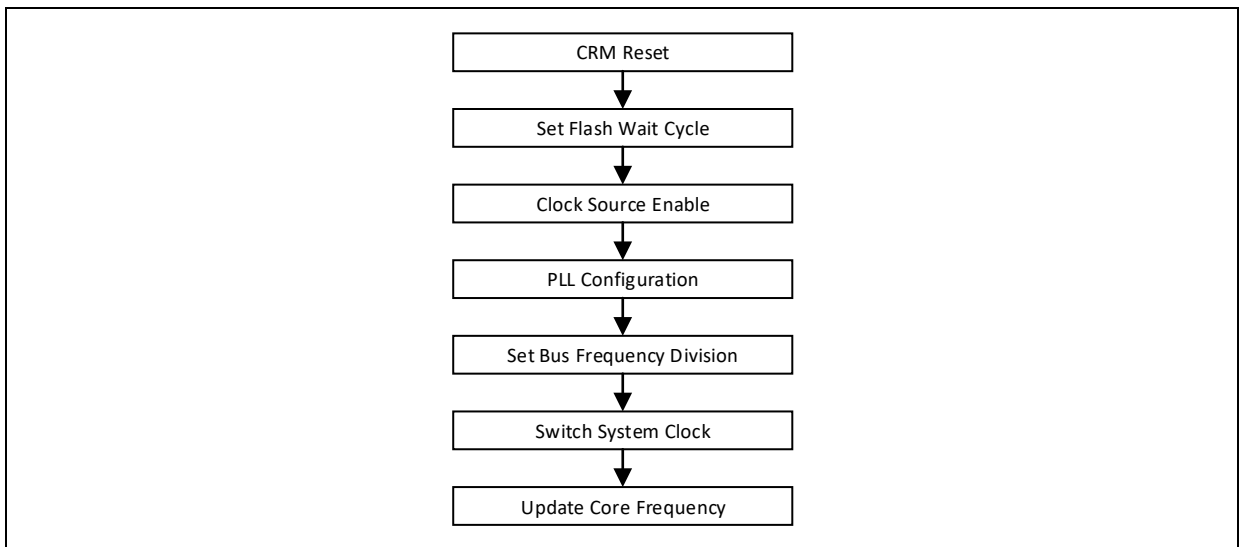 CRM Reset
Set Flash Wait Cycle
Clock Source Enable
PLL Configuration
Set Bus Frequency Division
Switch System Clock
Update Core Frequency